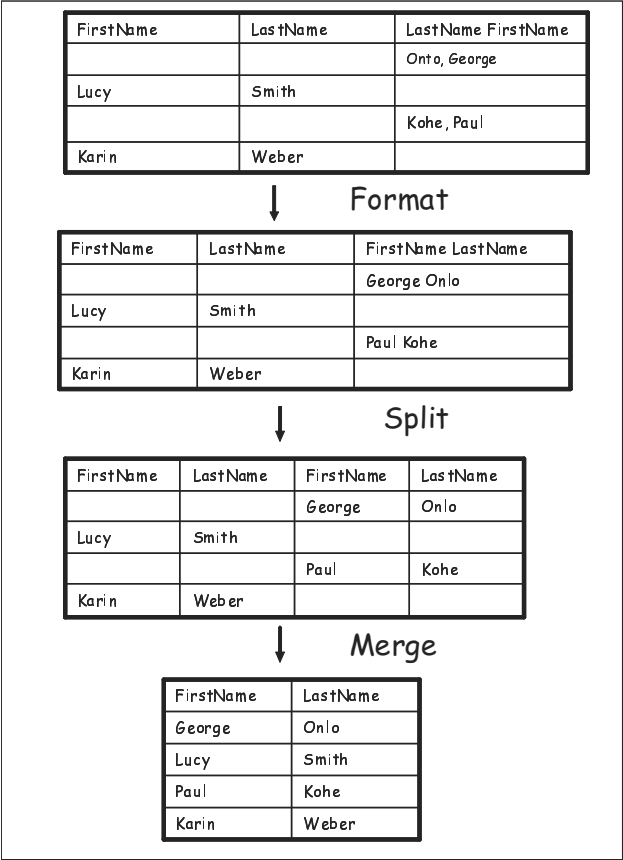 FirstName LastName LastName FirstName
Onto, George
Lucy Smith
Kohe, Paul
Karin Weber
Format
FirstName LastName FirstName LastName
George Onlo
Lucy Smith
Paul Kohe
Karin Weber
Split
FirstName LastName FirstName LastName
George Onlo
Lucy Smith
Paul Kohe
Karin Weber
Merge
FirstName LastName
George Onlo
Lucy Smith
Paul Kohe
Karin Weber